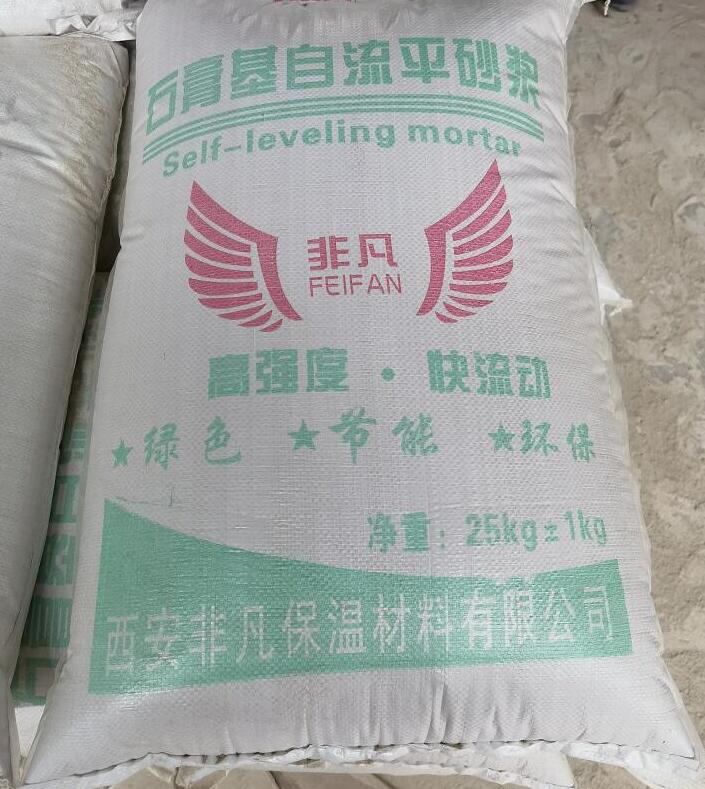 石膏基自流平砂浆
Self-leveling mortar
非凡
FEIFAN
高强度·快流动
★绿色 ★节能 ★环保
净重：25kg±1kg
西安非凡保温材料有限公司